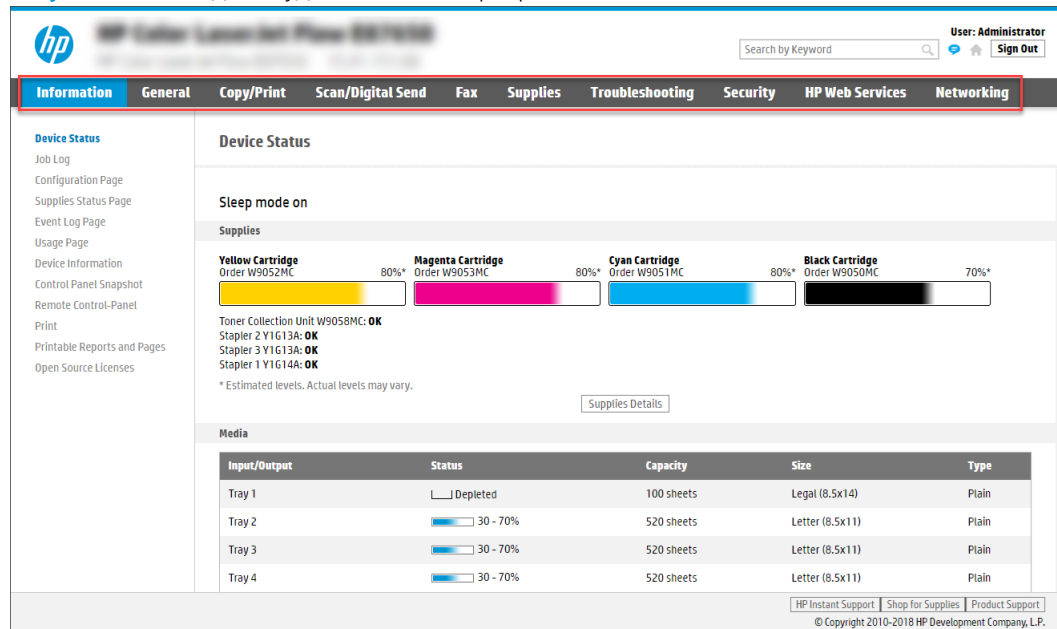 hp
User: Administrator
Search by Keyword
Sign Out
Information General Copy/Print Scan/Digital Send Fax Supplies Troubleshooting Security HP Web Services Networking
Device Status
Job Log
Configuration Page
Supplies Status Page
Event Log Page
Usage Page
Device Information
Control Panel Snapshot
Remote Control-Panel
Print
Printable Reports and Pages
Open Source Licenses
Device Status
Sleep mode on
Supplies
Yellow Cartridge Magenta Cartridge Cyan Cartridge Black Cartridge
Order W9052MC 80%* Order W9053MC 80%* Order W9051MC 80%* Order W9050MC 70%*
Toner Collection Unit W9058MC: OK
Stapler 2 Y1G13A: OK
Stapler 3 Y1G13A: OK
Stapler 1 Y1G14A: OK
* Estimated levels. Actual levels may vary.
Supplies Details
Media
Input/Output Status Capacity Size Type
Tray 1 Depleted 100 sheets Legal (8.5x14) Plain
Tray 2 30 - 70% 520 sheets Letter (8.5x11) Plain
Tray 3 30 - 70% 520 sheets Letter (8.5x11) Plain
Tray 4 30 - 70% 520 sheets Letter (8.5x11) Plain
HP Instant Support Shop for Supplies Product Support
© Copyright 2010-2018 HP Development Company, L.P.